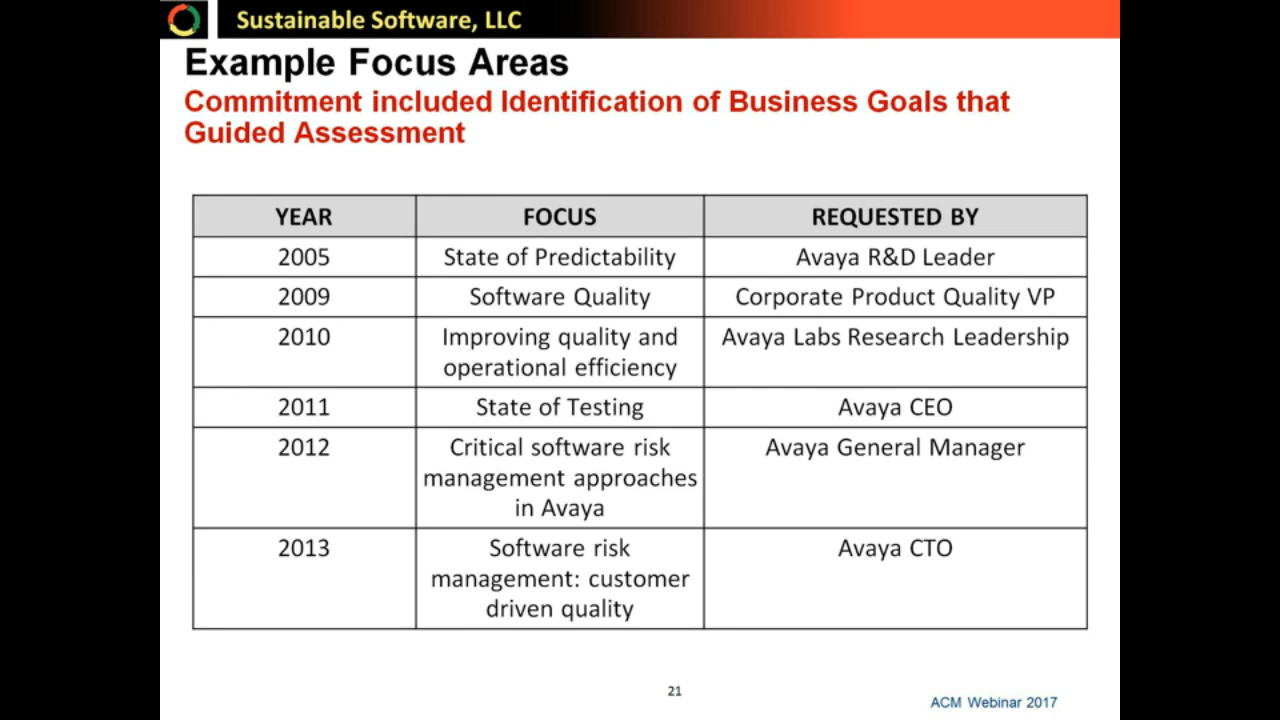 Sustainable Software, LLC
Example Focus Areas
Commitment included Identification of Business Goals that
Guided Assessment
YEAR FOCUS REQUESTED BY
2005 State of Predictability Avaya R&D Leader
2009 Software Quality Corporate Product Quality VP
2010 Improving quality and Avaya Labs Research Leadership
operational efficiency
2011 State of Testing Avaya CEO
2012 Critical software risk Avaya General Manager
management approaches
in Avaya
2013 Software risk Avaya CTO
management: customer
driven quality
21
ACM Webinar 2017